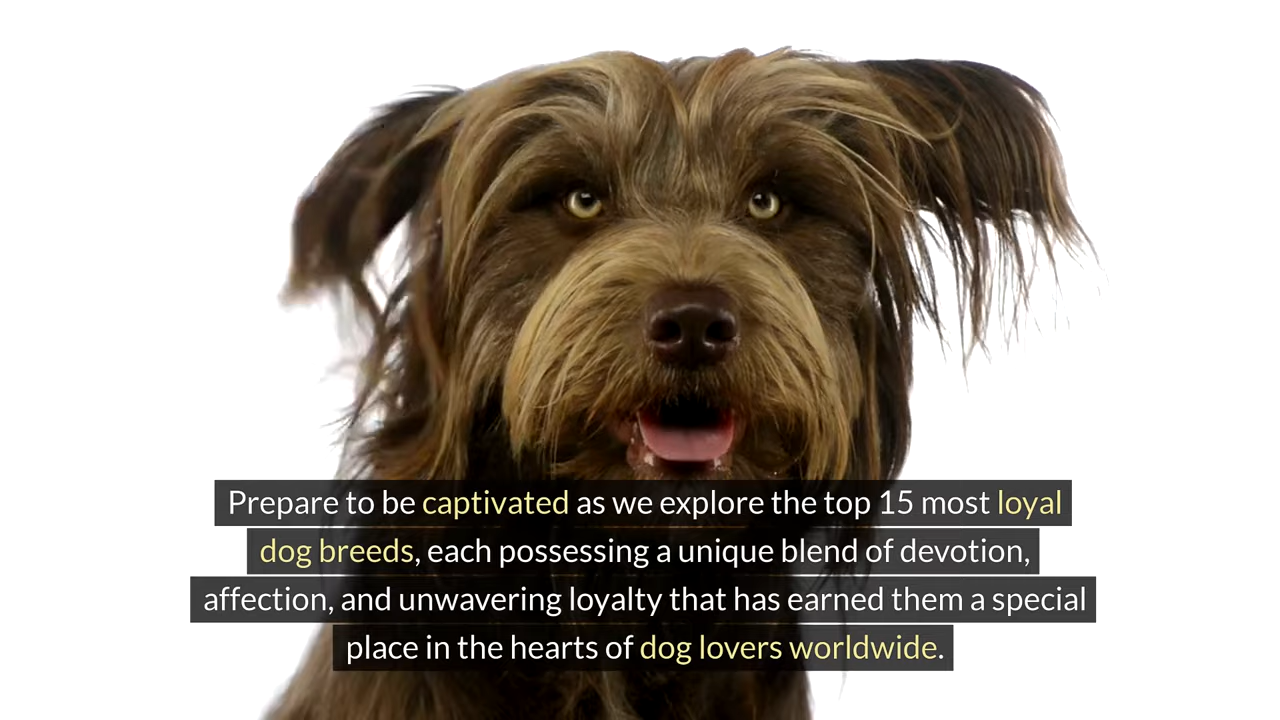 Prepare to be captivated as we explore the top 15 most loyal
dog breeds, each possessing a unique blend of devotion,
affection, and unwavering loyalty that has earned them a special
place in the hearts of dog lovers worldwide.